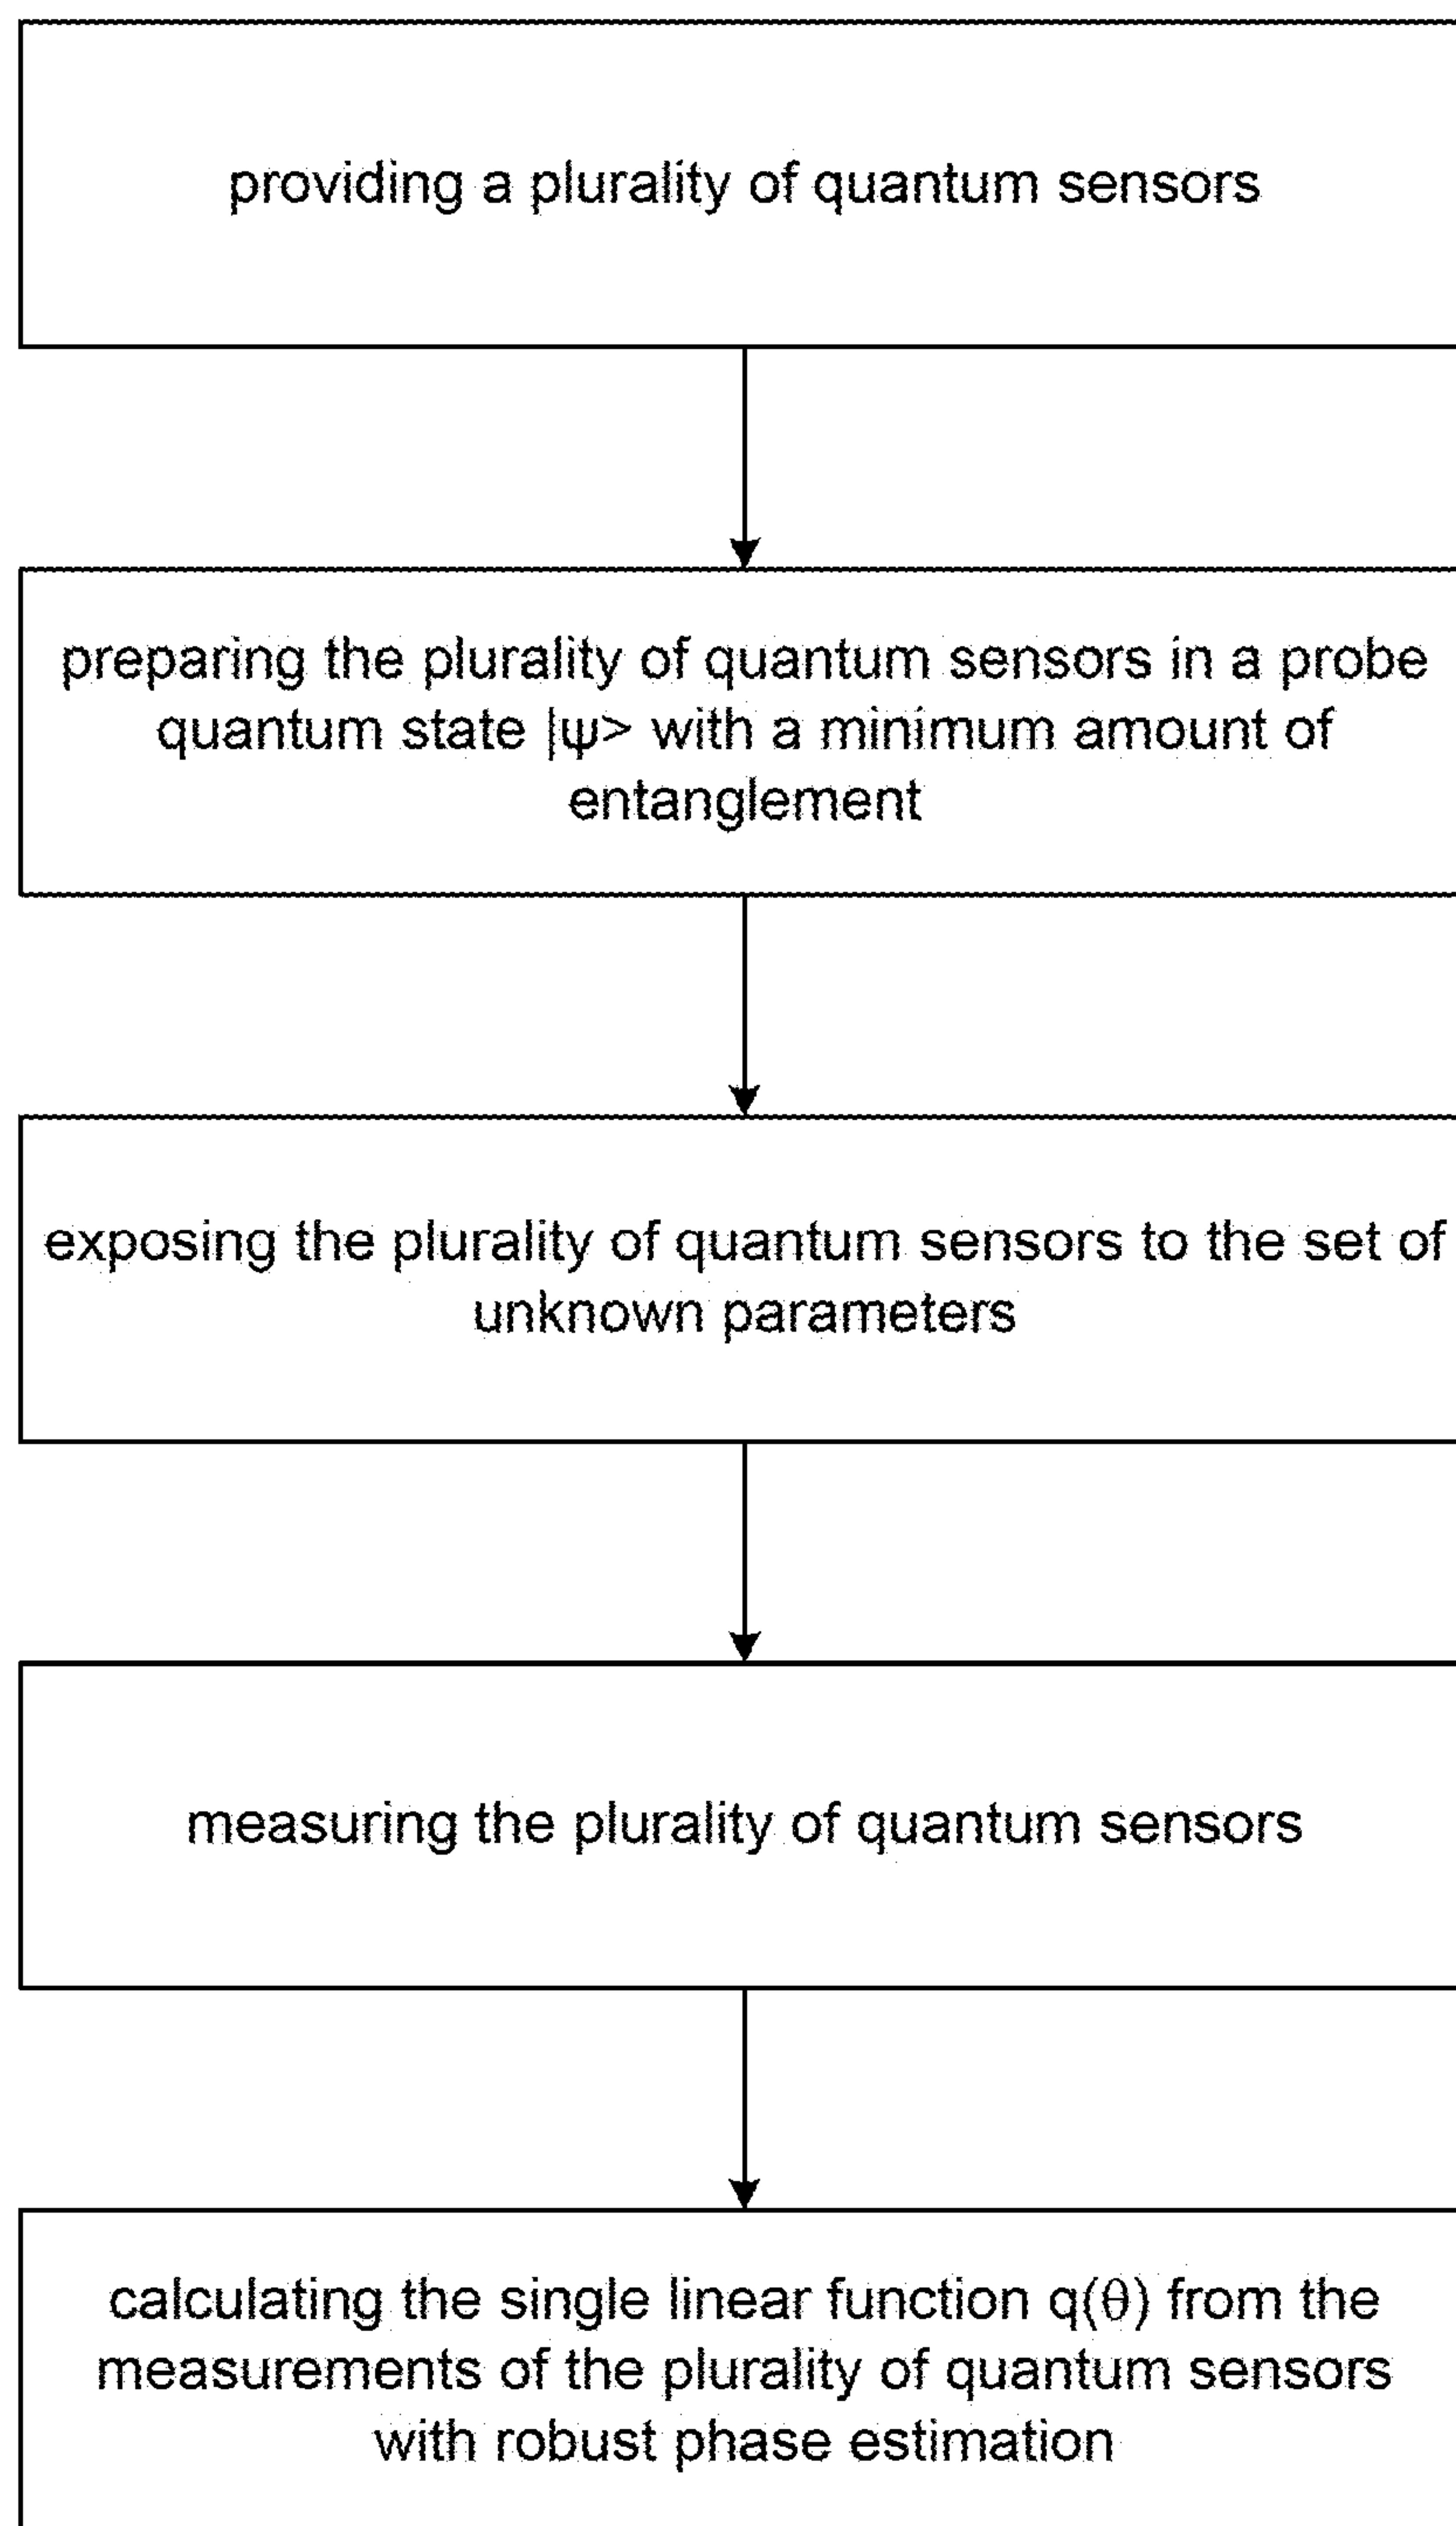 providing a plurality of quantum sensors
preparing the plurality of quantum sensors in a probe
quantum state |ψ> with a minimum amount of
entanglement
exposing the plurality of quantum sensors to the set of
unknown parameters
measuring the plurality of quantum sensors
calculating the single linear function q(θ) from the
measurements of the plurality of quantum sensors
with robust phase estimation